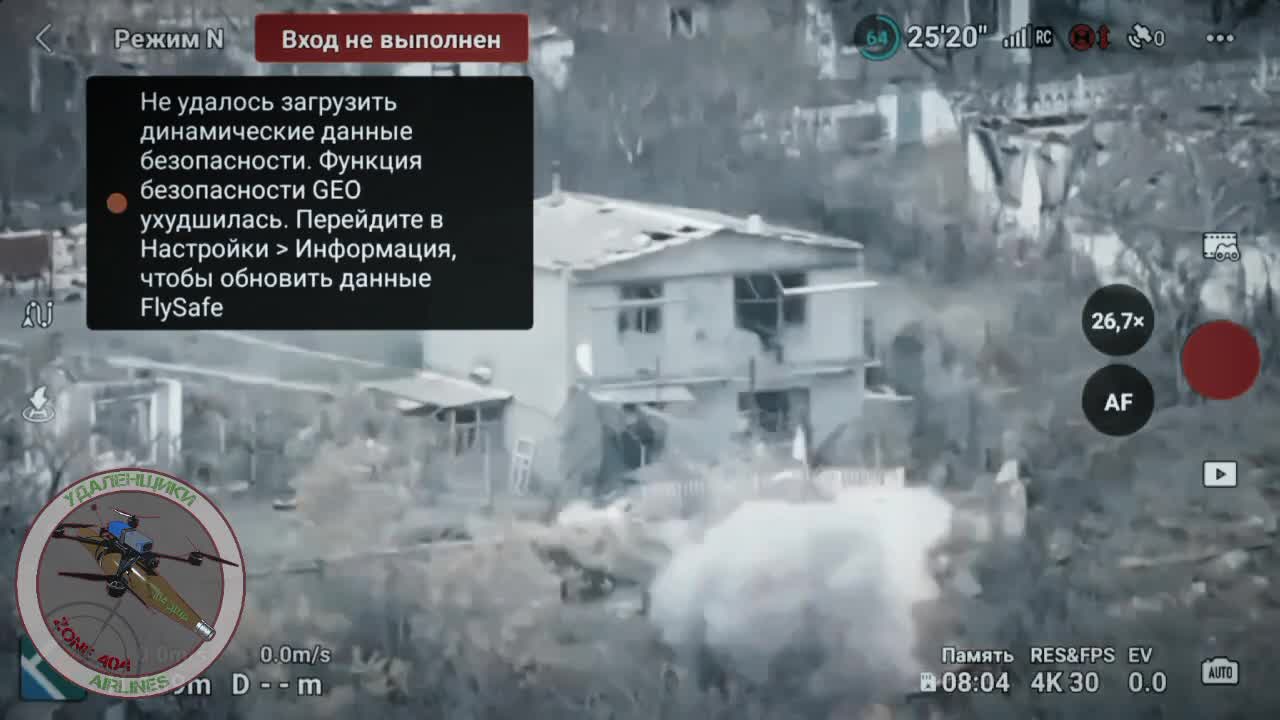 Режим N
Вход не выполнен
64
25'20"
RC
0
Не удалось загрузить
динамические данные
безопасности. Функция
безопасности GEO
ухудшилась. Перейдите в
Настройки > Информация,
чтобы обновить данные
FlySafe
26,7×
AF
УДАЛЕНЩИКИ
ZONE 40A
AIRLINES
0.0m/s
D - - m
Память RES&FPS EV
08:04 4K 30 0.0
AUTO